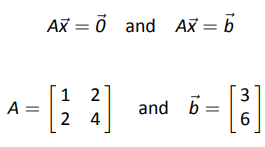 Ax⃗ = 0⃗ and Ax⃗ = b⃗
A = [1 2; 2 4] and b⃗ = [3; 6]